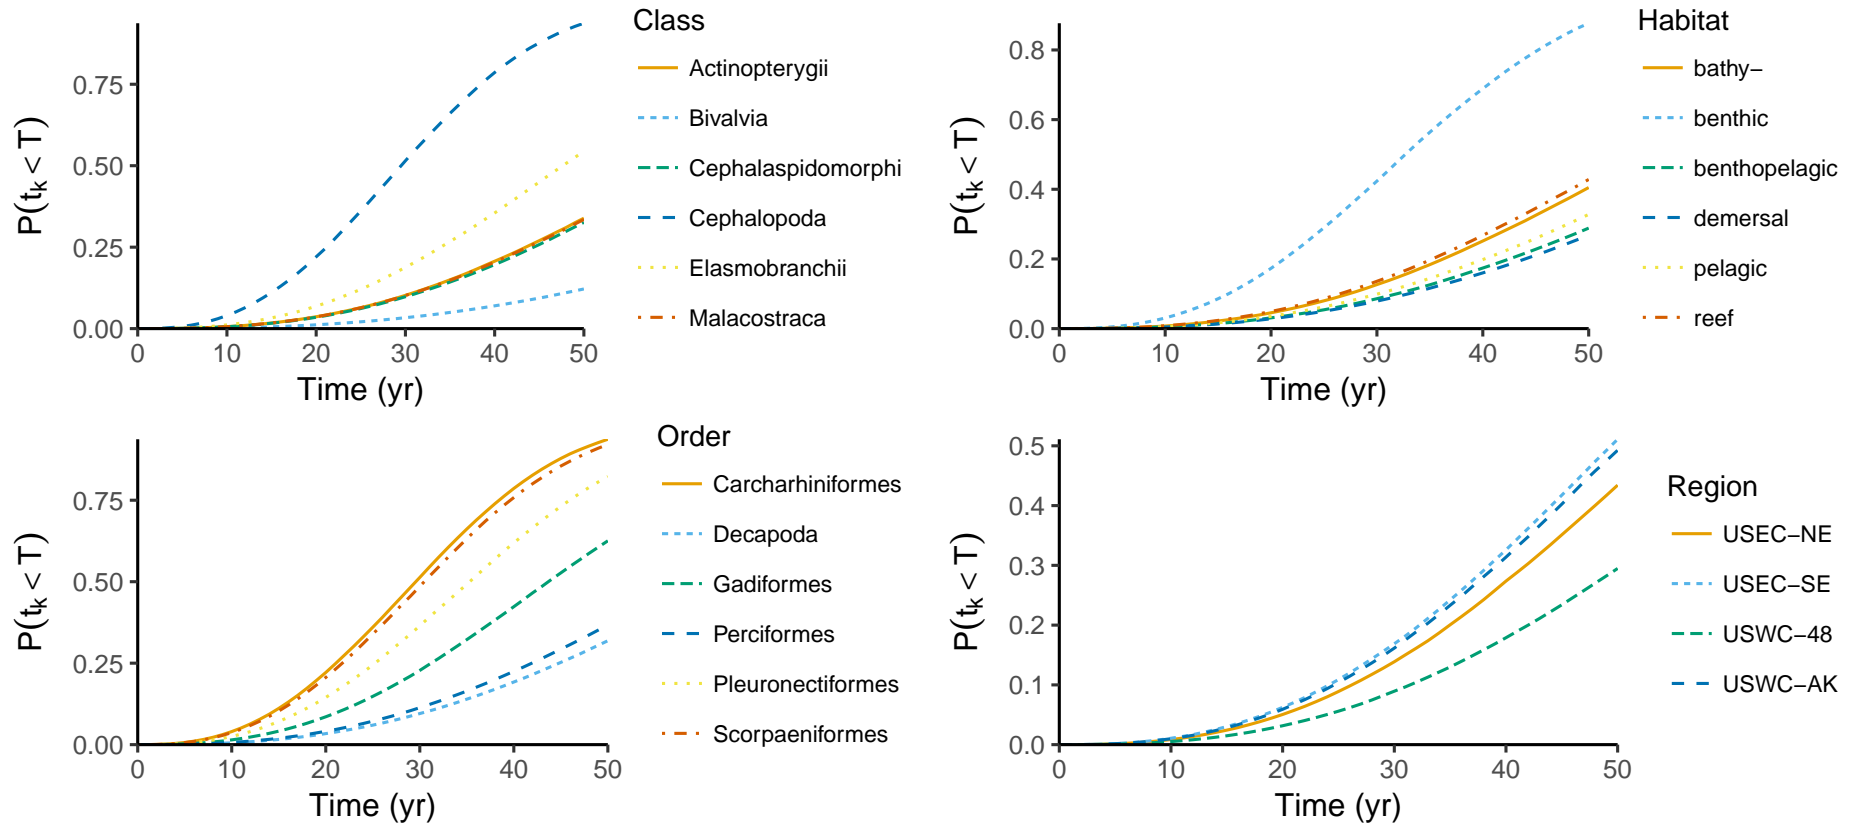 Class
0.75
0.50
0.25
0.00
P(tk < T)
0 10 20 30 40 50
Time (yr)
Actinopterygii
Bivalvia
Cephalaspidomorphi
Cephalopoda
Elasmobranchii
Malacostraca
Habitat
0.8
0.6
0.4
0.2
0.0
P(tk < T)
0 10 20 30 40 50
Time (yr)
bathy−
benthic
benthopelagic
demersal
pelagic
reef
Order
0.75
0.50
0.25
0.00
P(tk < T)
0 10 20 30 40 50
Time (yr)
Carcharhiniformes
Decapoda
Gadiformes
Perciformes
Pleuronectiformes
Scorpaeniformes
Region
0.5
0.4
0.3
0.2
0.1
0.0
P(tk < T)
0 10 20 30 40 50
Time (yr)
USEC−NE
USEC−SE
USWC−48
USWC−AK